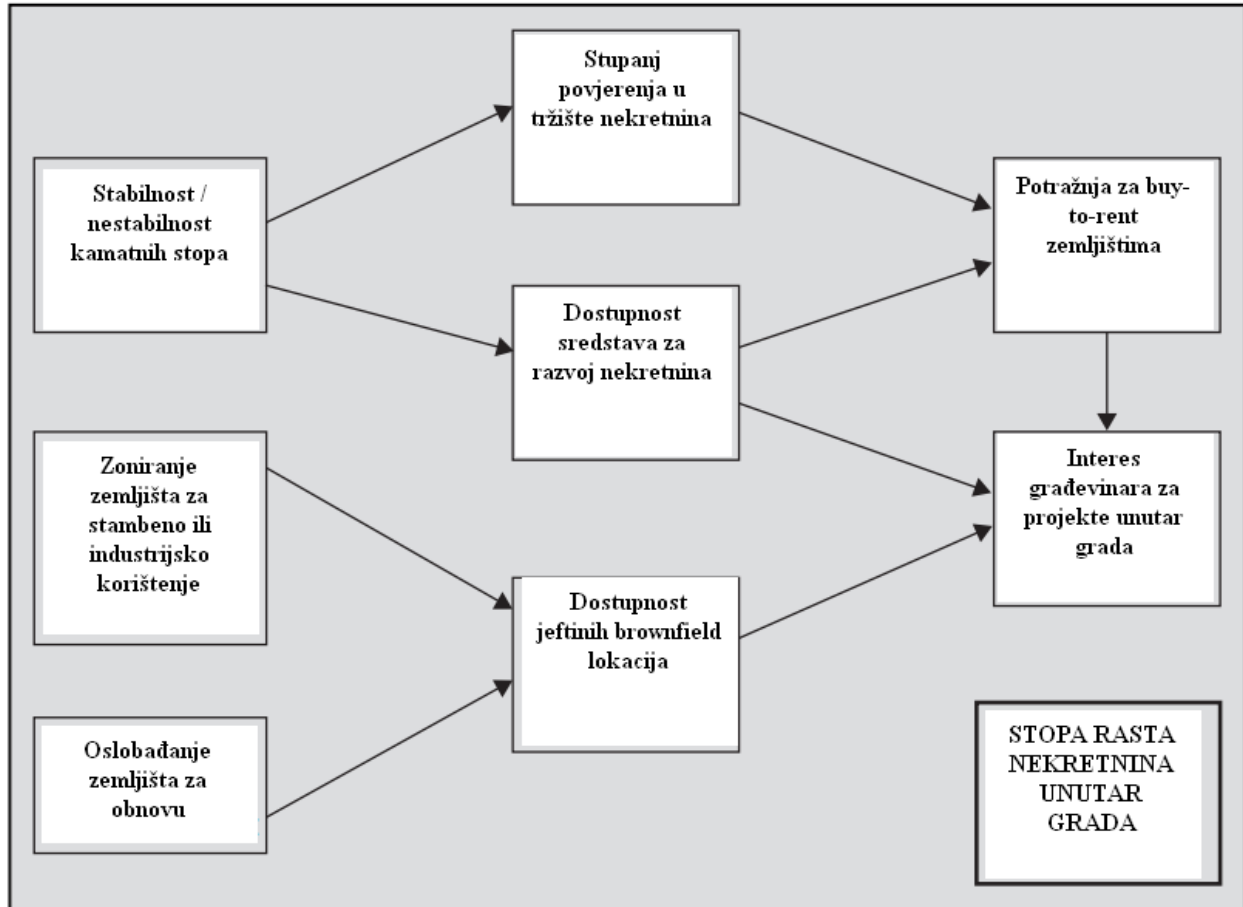 Stupanj
povjerenja u
tržište nekretnina
Stabilnost /
nestabilnost
kamatnih stopa
Potražnja za buy-
to-rent
zemljištima
Dostupnost
sredstava za
razvoj nekretnina
Zoniranje
zemljišta za
stambeno ili
industrijsko
korištenje
Interes
građevinara za
projekte unutar
grada
Dostupnost
jeftinih brownfield
lokacija
Oslobađanje
zemljišta za
obnovu
STOPA RASTA
NEKRETNINA
UNUTAR
GRADA